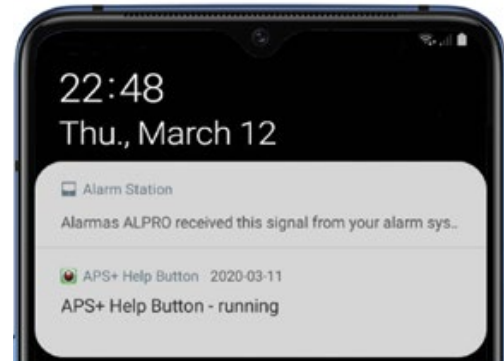 22:48
Thu., March 12
Alarm Station
Alarmas ALPRO received this signal from your alarm sys..
APS+ Help Button 2020-03-11
APS+ Help Button - running